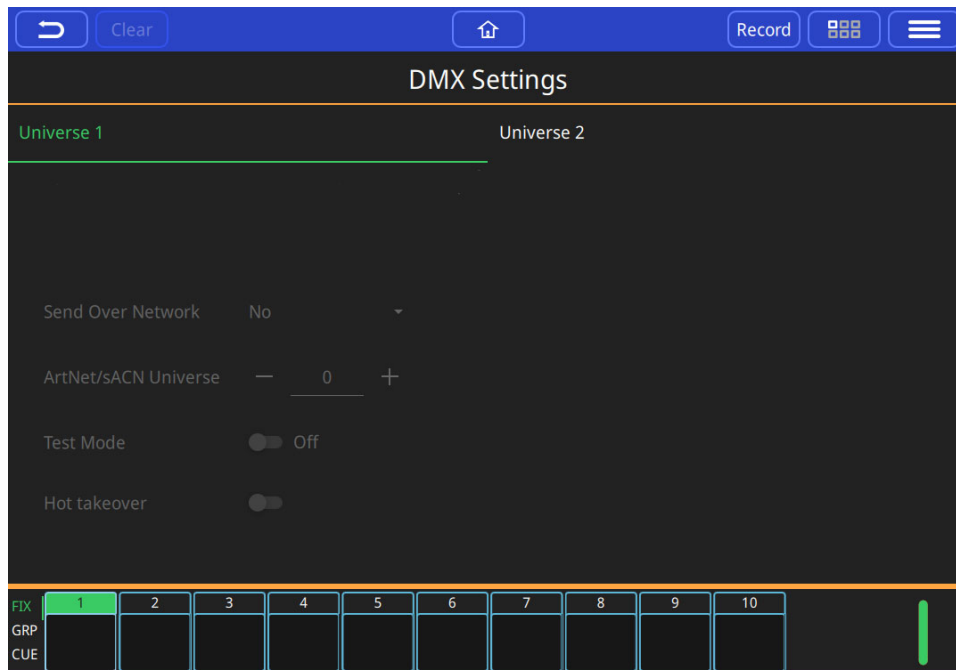 Clear
Record
DMX Settings
Universe 1 Universe 2
Send Over Network No
ArtNet/sACN Universe 0
Test Mode Off
Hot takeover
FIX 1 2 3 4 5 6 7 8 9 10
GRP
CUE